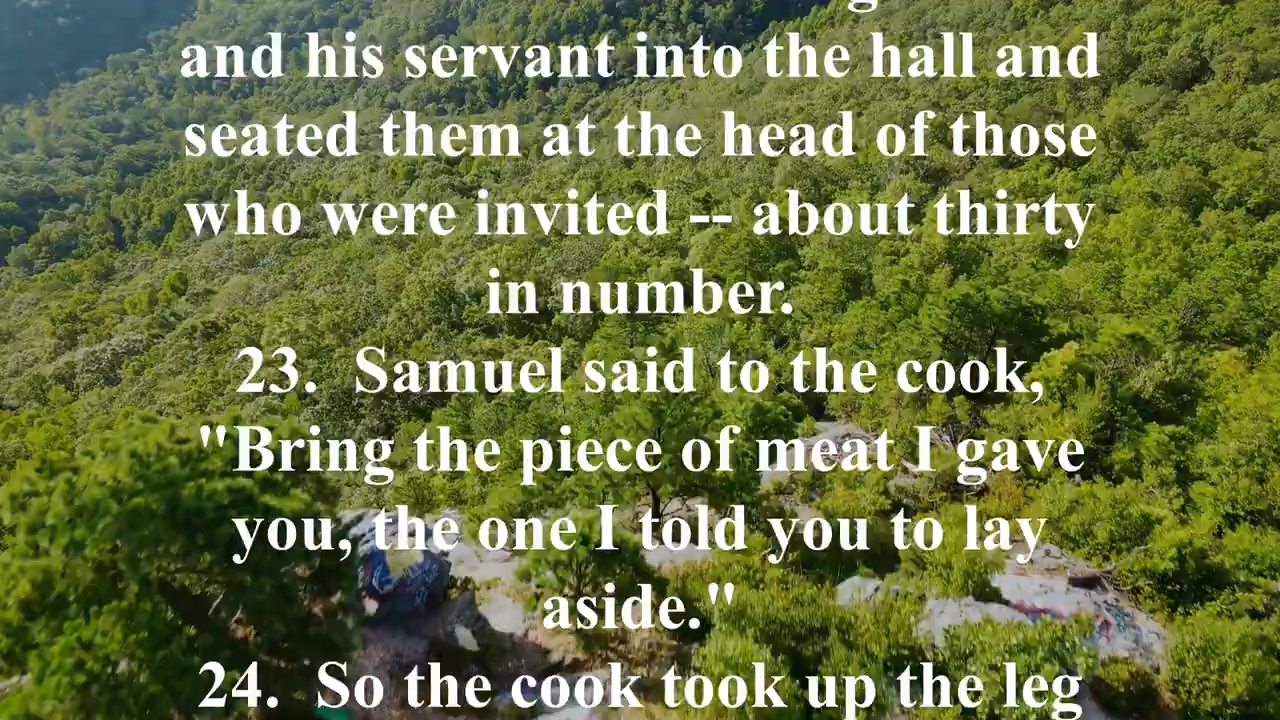 and his servant into the hall and
seated them at the head of those
who were invited -- about thirty
in number.
23. Samuel said to the cook,
"Bring the piece of meat I gave
you, the one I told you to lay
aside."
24. So the cook took up the leg